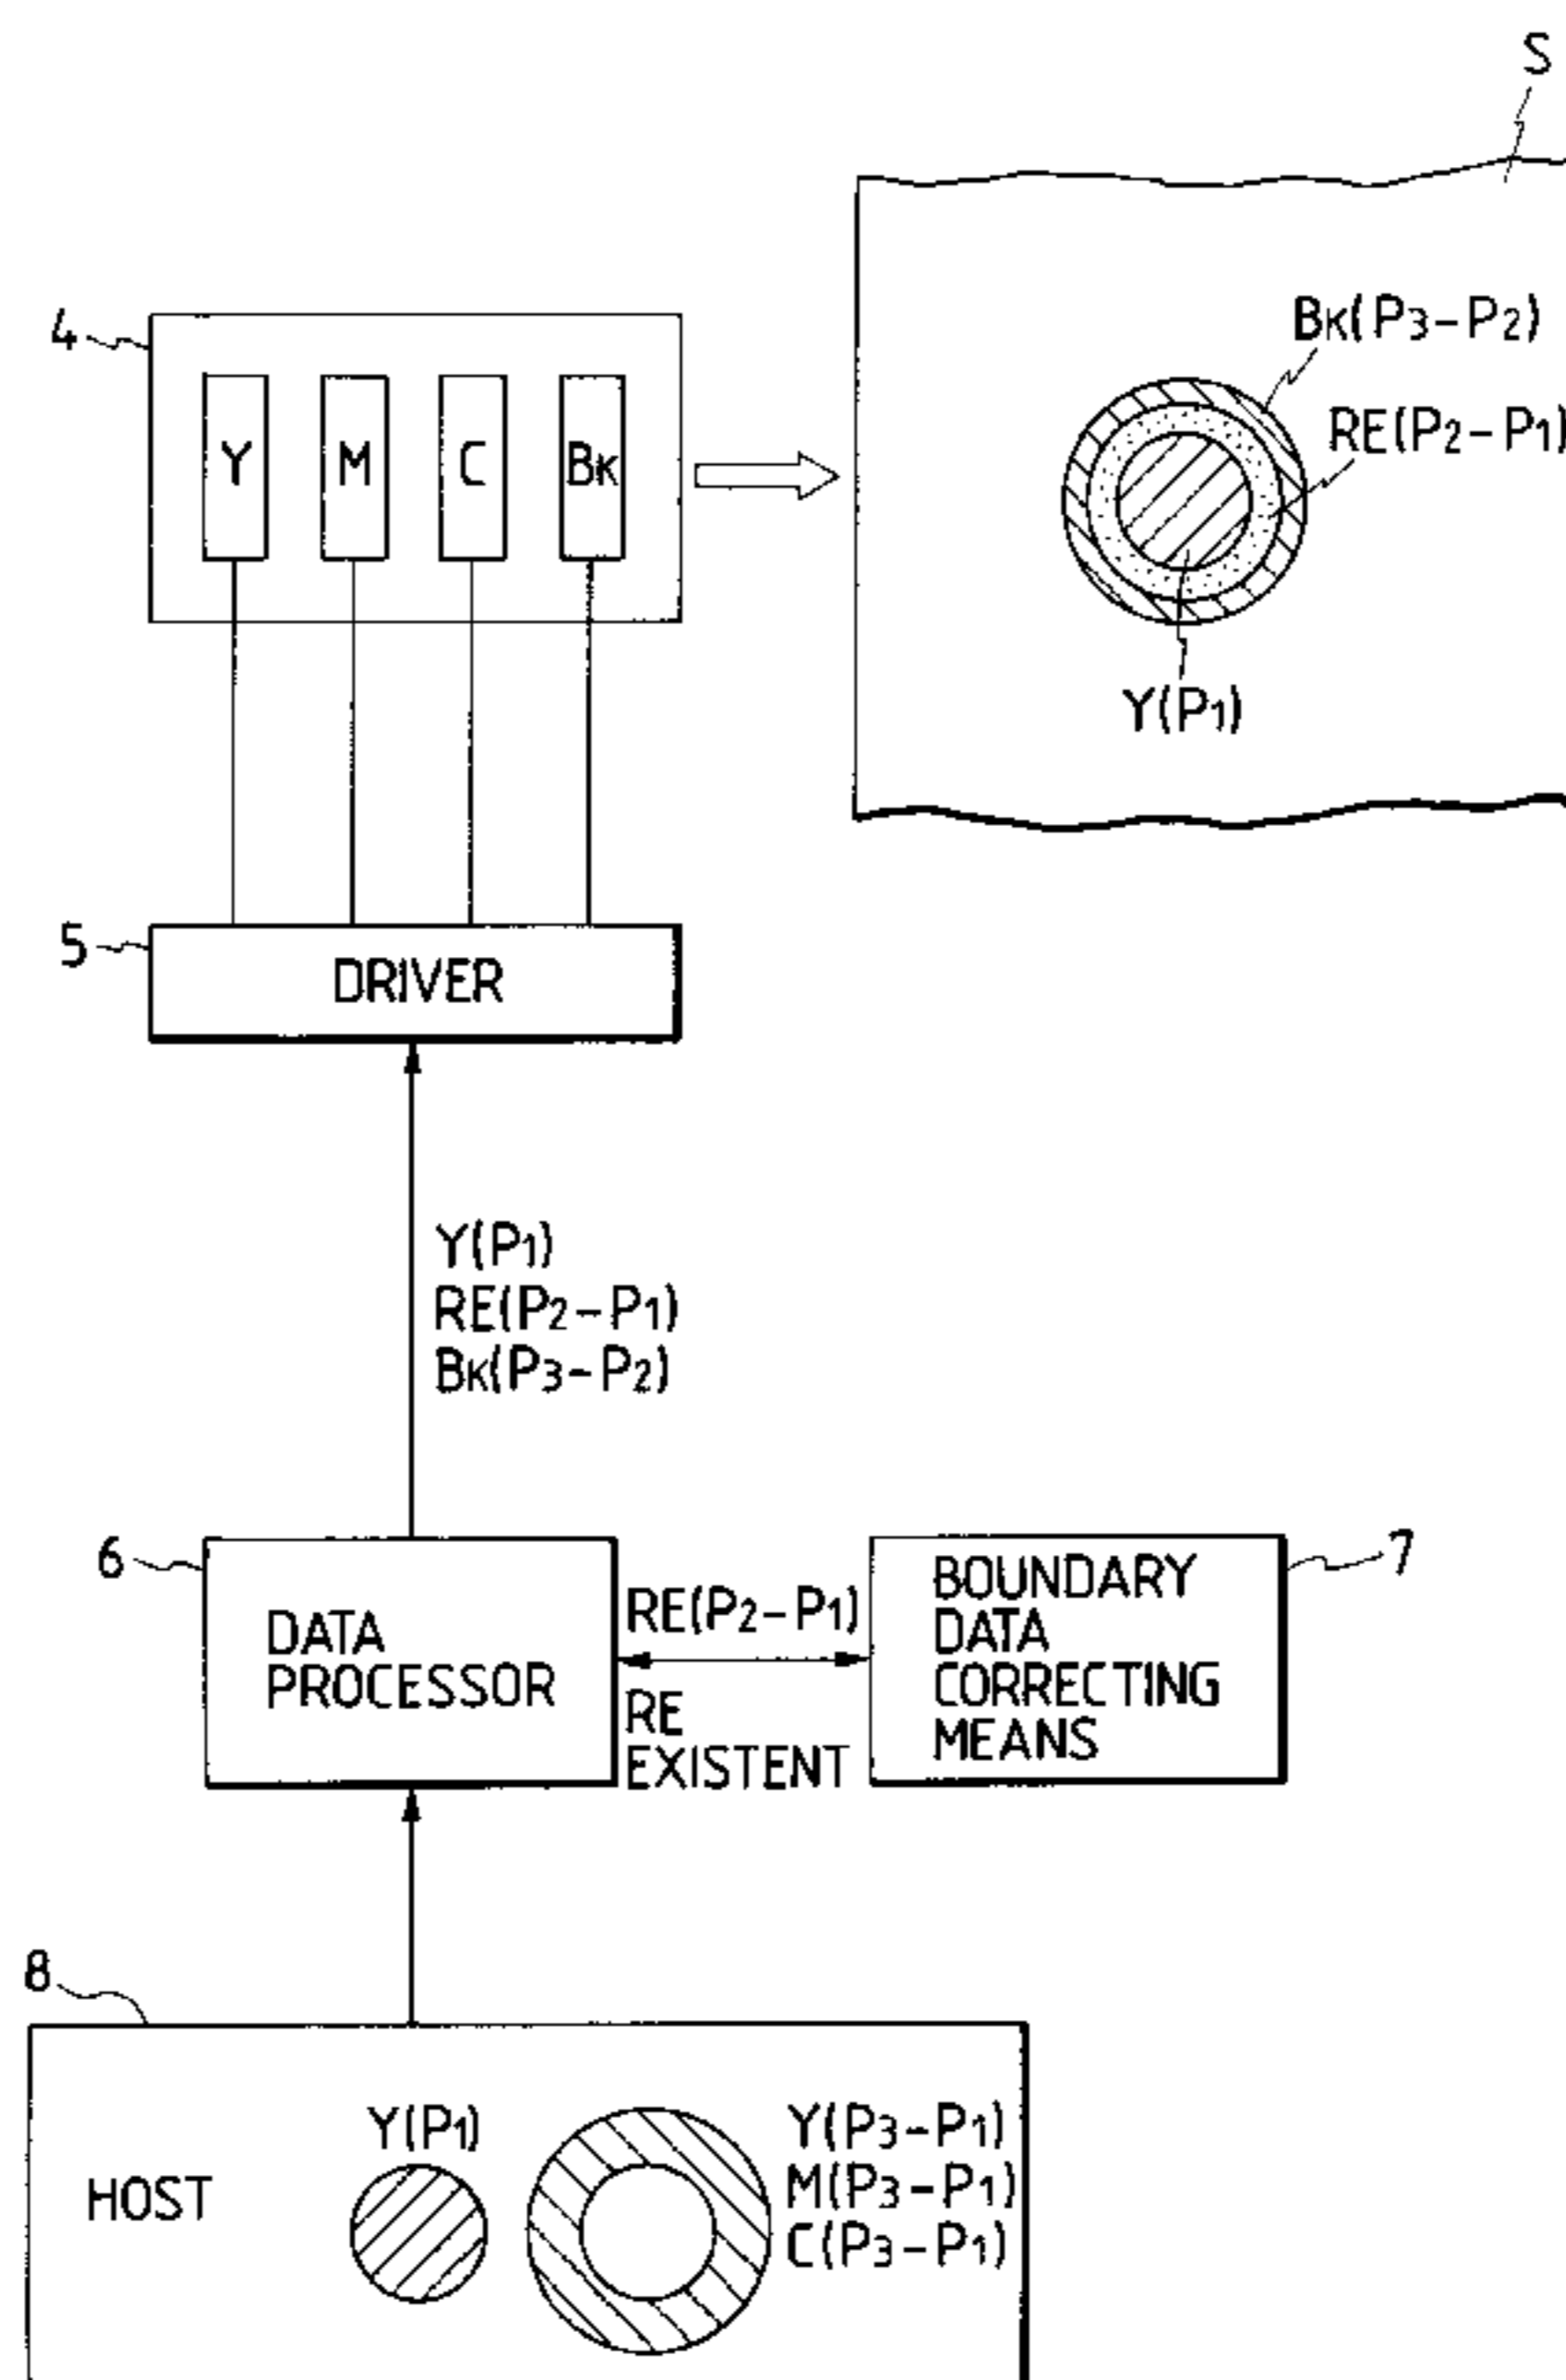 S
4
Y M C BK
BK(P3-P2)
RE(P2-P1)
Y(P1)
5
DRIVER
Y(P1)
RE(P2-P1)
BK(P3-P2)
6
DATA
PROCESSOR
RE(P2-P1)
RE
EXISTENT
BOUNDARY
DATA
CORRECTING
MEANS
7
8
HOST
Y(P1)
Y(P3-P1)
M(P3-P1)
C(P3-P1)